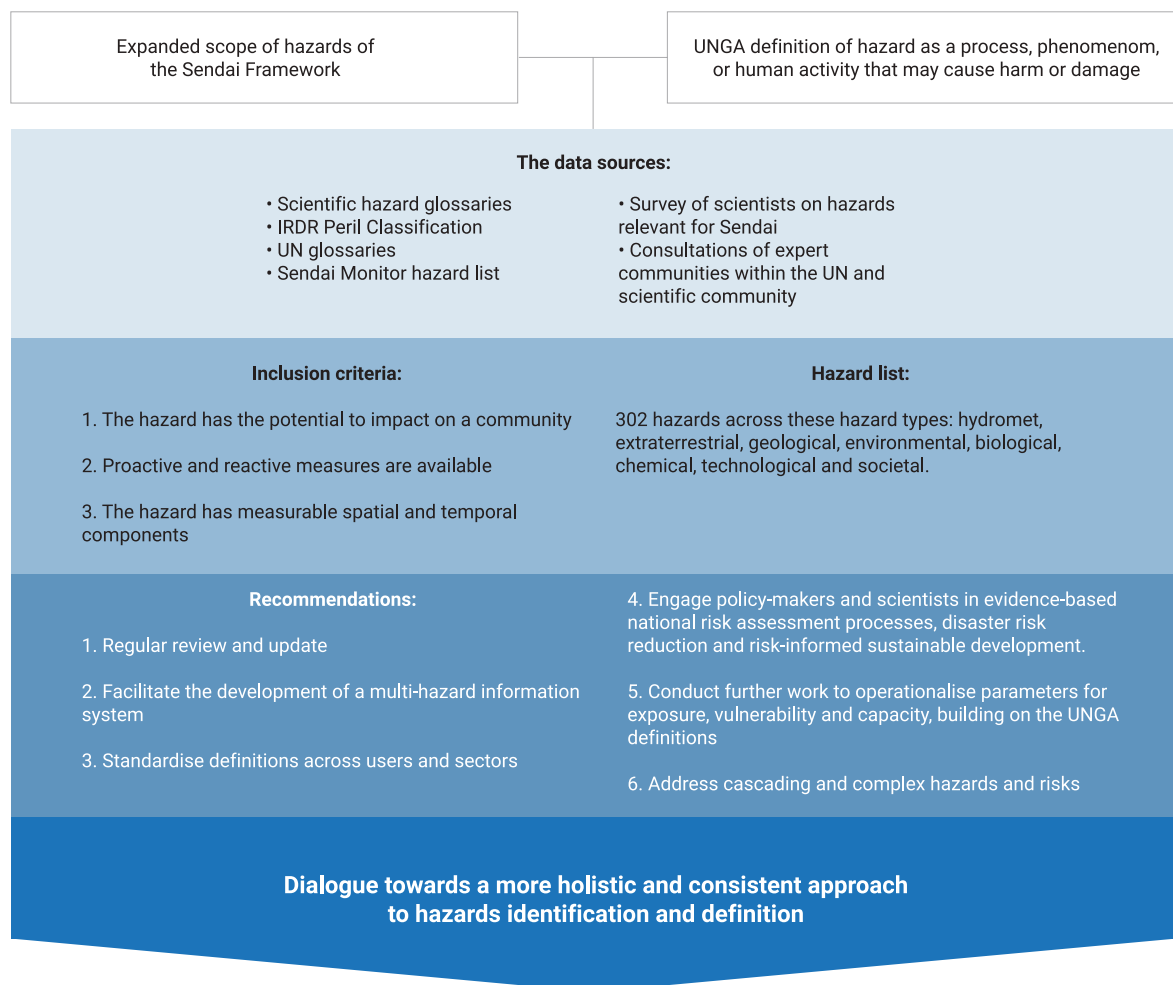 Expanded scope of hazards of
the Sendai Framework
UNGA definition of hazard as a process, phenomenom,
or human activity that may cause harm or damage
The data sources:
• Scientific hazard glossaries
• IRDR Peril Classification
• UN glossaries
• Sendai Monitor hazard list
• Survey of scientists on hazards
relevant for Sendai
• Consultations of expert
communities within the UN and
scientific community
Inclusion criteria:
1. The hazard has the potential to impact on a community
2. Proactive and reactive measures are available
3. The hazard has measurable spatial and temporal
components
Hazard list:
302 hazards across these hazard types: hydromet,
extraterrestrial, geological, environmental, biological,
chemical, technological and societal.
Recommendations:
1. Regular review and update
2. Facilitate the development of a multi-hazard information
system
3. Standardise definitions across users and sectors
4. Engage policy-makers and scientists in evidence-based
national risk assessment processes, disaster risk
reduction and risk-informed sustainable development.
5. Conduct further work to operationalise parameters for
exposure, vulnerability and capacity, building on the UNGA
definitions
6. Address cascading and complex hazards and risks
Dialogue towards a more holistic and consistent approach
to hazards identification and definition